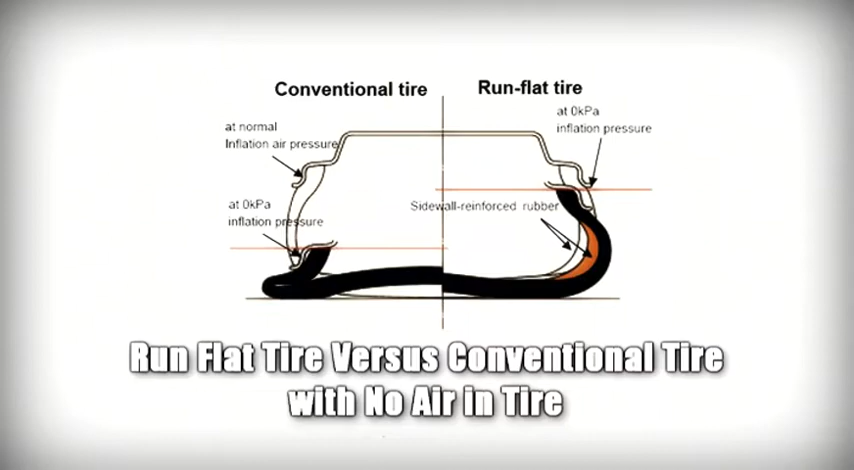 Conventional tire
Run-flat tire
at normal
Inflation air pressure
at 0kPa
inflation pressure
at 0kPa
inflation pressure
Sidewall-reinforced rubber
Run Flat Tire Versus Conventional Tire
with No Air in Tire